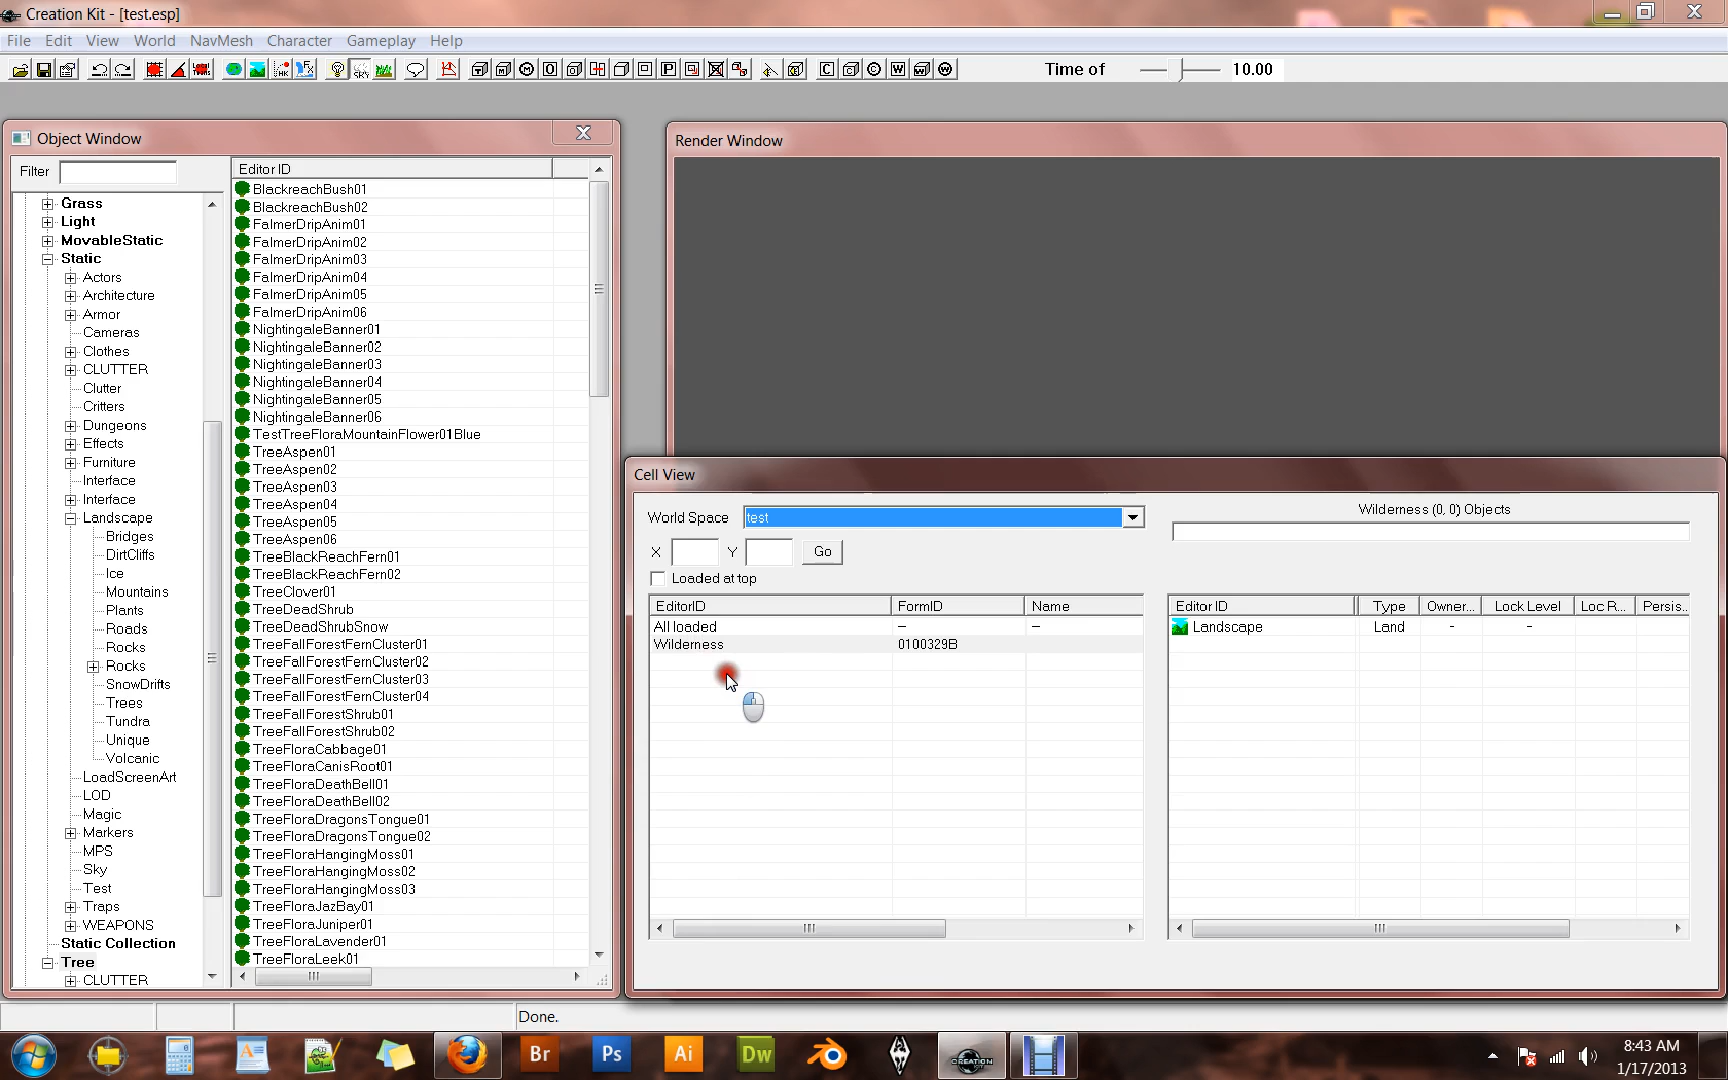 Creation Kit - [test.esp]
File Edit View World NavMesh Character Gameplay Help
Time of 10.00
Object Window
Filter
Grass
Light
MovableStatic
Static
Actors
Architecture
Armor
Cameras
Clothes
CLUTTER
Clutter
Critters
Dungeons
Effects
Furniture
Interface
Interface
Landscape
Bridges
DirtCliffs
Ice
Mountains
Plants
Roads
Rocks
Rocks
SnowDrifts
Trees
Tundra
Unique
Volcanic
LoadScreenArt
LOD
Magic
Markers
MPS
Sky
Test
Traps
WEAPONS
Static Collection
Tree
CLUTTER
Editor ID
BlackreachBush01
BlackreachBush02
FalmerDripAnim01
FalmerDripAnim02
FalmerDripAnim03
FalmerDripAnim04
FalmerDripAnim05
FalmerDripAnim06
NightingaleBanner01
NightingaleBanner02
NightingaleBanner03
NightingaleBanner04
NightingaleBanner05
NightingaleBanner06
TestTreeFloraMountainFlower01Blue
TreeAspen01
TreeAspen02
TreeAspen03
TreeAspen04
TreeAspen05
TreeAspen06
TreeBlackReachFern01
TreeBlackReachFern02
TreeClover01
TreeDeadShrub
TreeDeadShrubSnow
TreeFallForestFernCluster01
TreeFallForestFernCluster02
TreeFallForestFernCluster03
TreeFallForestFernCluster04
TreeFallForestShrub01
TreeFallForestShrub02
TreeFloraCabbage01
TreeFloraCanisRoot01
TreeFloraDeathBell01
TreeFloraDeathBell02
TreeFloraDragonsTongue01
TreeFloraDragonsTongue02
TreeFloraHangingMoss01
TreeFloraHangingMoss02
TreeFloraHangingMoss03
TreeFloraJazBay01
TreeFloraJuniper01
TreeFloraLavender01
TreeFloraLeek01
Render Window
Cell View
World Space test
X Y Go
Loaded at top
EditorID FormID Name
All loaded – –
Wilderness 0100329B
Wilderness (0, 0) Objects
Editor ID Type Owner... Lock Level Loc R... Persis..
Landscape Land - -
Done.
Br Ps Ai Dw CREATION
8:43 AM
1/17/2013